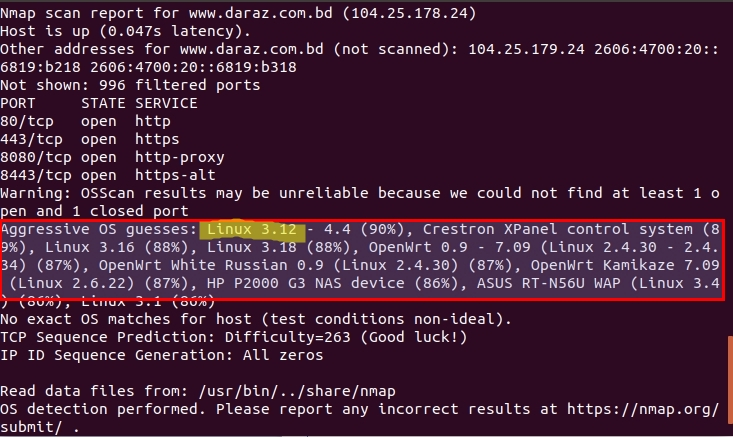 Nmap scan report for www.daraz.com.bd (104.25.178.24)
Host is up (0.047s latency).
Other addresses for www.daraz.com.bd (not scanned): 104.25.179.24 2606:4700:20::
6819:b218 2606:4700:20::6819:b318
Not shown: 996 filtered ports
PORT     STATE SERVICE
80/tcp   open  http
443/tcp  open  https
8080/tcp open  http-proxy
8443/tcp open  https-alt
Warning: OSScan results may be unreliable because we could not find at least 1 o
pen and 1 closed port
Aggressive OS guesses: Linux 3.12 - 4.4 (90%), Crestron XPanel control system (8
9%), Linux 3.16 (88%), Linux 3.18 (88%), OpenWrt 0.9 - 7.09 (Linux 2.4.30 - 2.4.
34) (87%), OpenWrt White Russian 0.9 (Linux 2.4.30) (87%), OpenWrt Kamikaze 7.09
 (Linux 2.6.22) (87%), HP P2000 G3 NAS device (86%), ASUS RT-N56U WAP (Linux 3.4
) (86%), Linux 3.1 (86%)
No exact OS matches for host (test conditions non-ideal).
TCP Sequence Prediction: Difficulty=263 (Good luck!)
IP ID Sequence Generation: All zeros
Read data files from: /usr/bin/../share/nmap
OS detection performed. Please report any incorrect results at https://nmap.org/
submit/ .